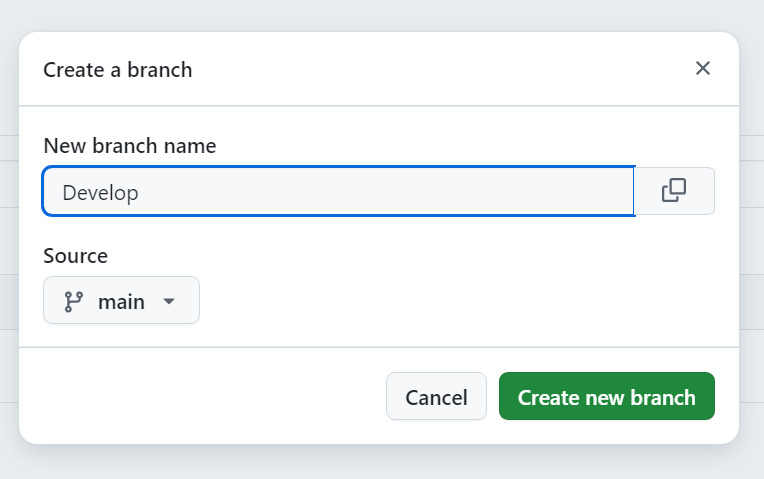 Create a branch
New branch name
Develop
Source
main
Cancel
Create new branch